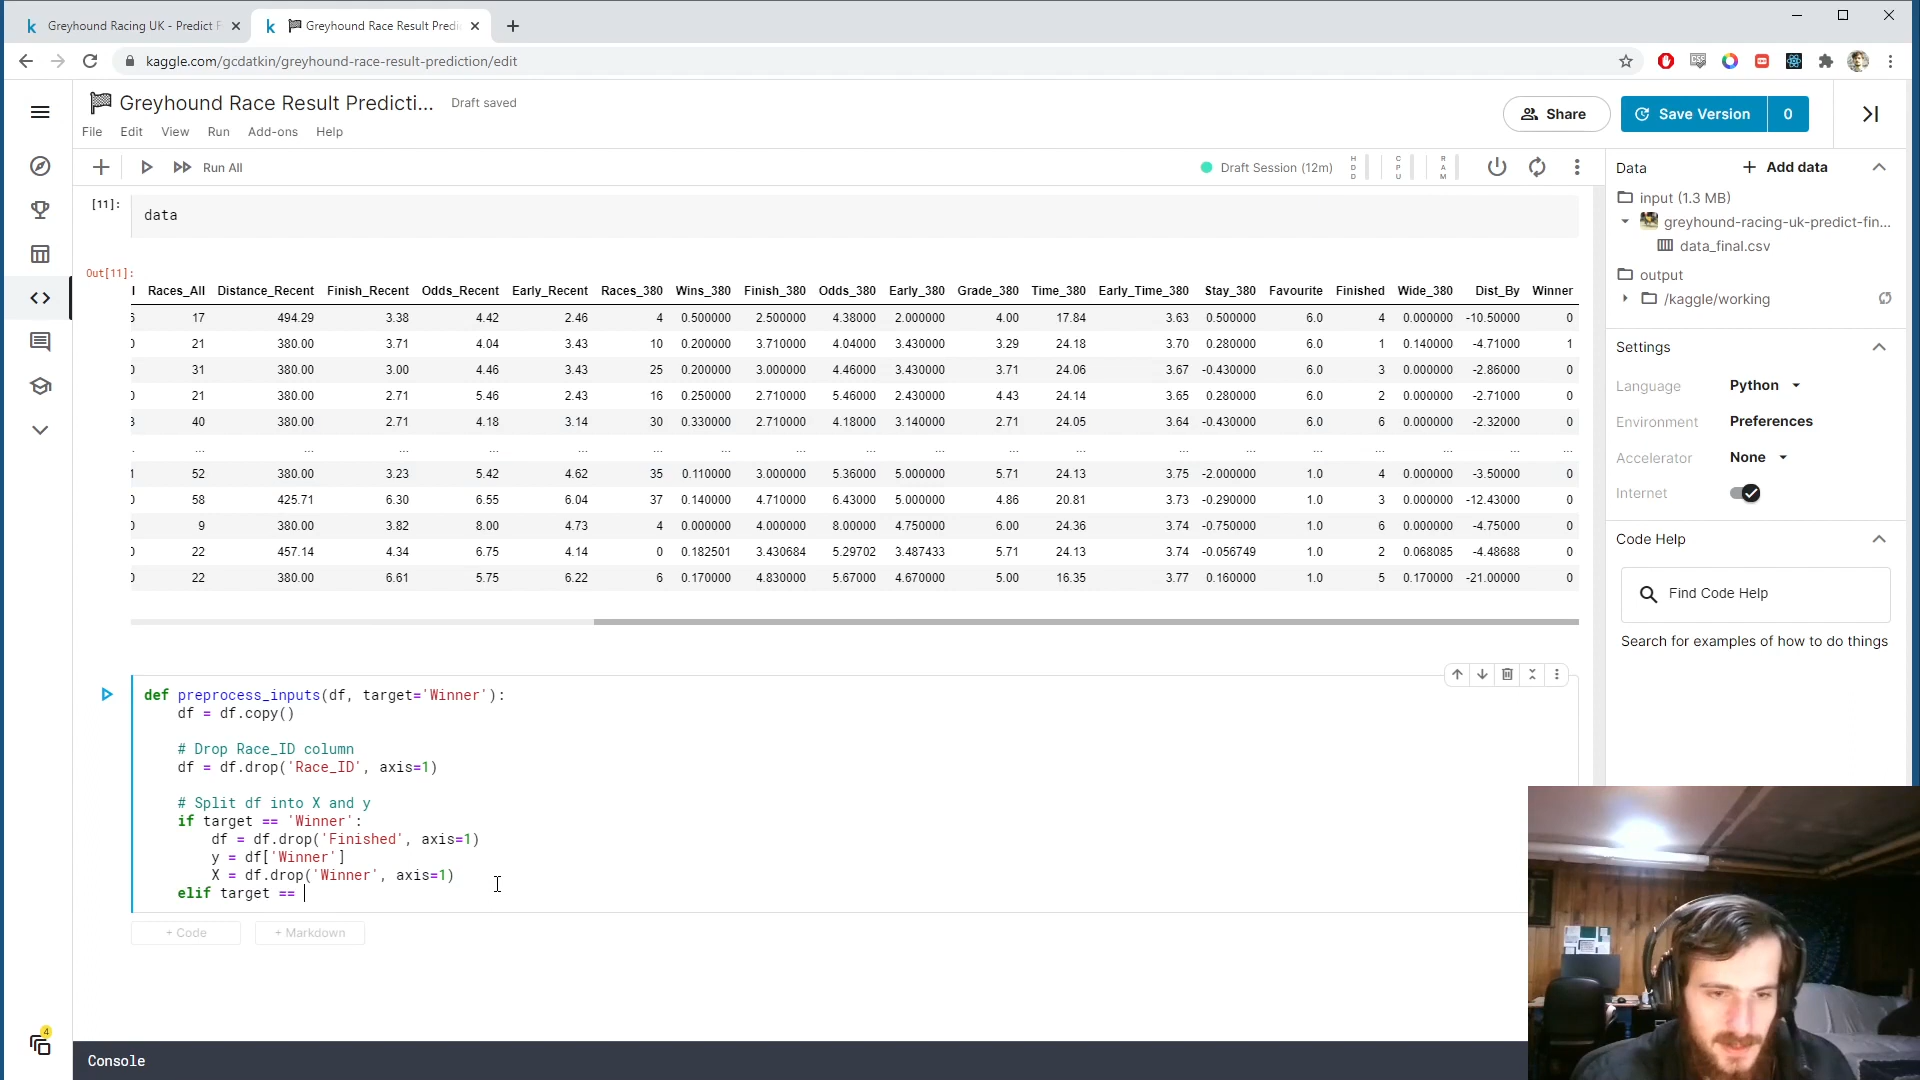 Greyhound Racing UK - Predict F
Greyhound Race Result Predi
kaggle.com/gcdatkin/greyhound-race-result-prediction/edit
Greyhound Race Result Predicti...
Draft saved
Share
Save Version
0
File Edit View Run Add-ons Help
Run All
Draft Session (12m)
HDD
CPU
RAM
[11]:
data
Out[11]:
Races_All Distance_Recent Finish_Recent Odds_Recent Early_Recent Races_380 Wins_380 Finish_380 Odds_380 Early_380 Grade_380 Time_380 Early_Time_380 Stay_380 Favourite Finished Wide_380 Dist_By Winner
17 494.29 3.38 4.42 2.46 4 0.500000 2.500000 4.38000 2.000000 4.00 17.84 3.63 0.500000 6.0 4 0.000000 -10.50000 0
21 380.00 3.71 4.04 3.43 10 0.200000 3.710000 4.04000 3.430000 3.29 24.18 3.70 0.280000 6.0 1 0.140000 -4.71000 1
31 380.00 3.00 4.46 3.43 25 0.200000 3.000000 4.46000 3.430000 3.71 24.06 3.67 -0.430000 6.0 3 0.000000 -2.86000 0
21 380.00 2.71 5.46 2.43 16 0.250000 2.710000 5.46000 2.430000 4.43 24.14 3.65 0.280000 6.0 2 0.000000 -2.71000 0
40 380.00 2.71 4.18 3.14 30 0.330000 2.710000 4.18000 3.140000 2.71 24.05 3.64 -0.430000 6.0 6 0.000000 -2.32000 0
... ... ... ... ... ... ... ... ... ... ... ... ... ... ... ... ... ... ...
52 380.00 3.23 5.42 4.62 35 0.110000 3.000000 5.36000 5.000000 5.71 24.13 3.75 -2.000000 1.0 4 0.000000 -3.50000 0
58 425.71 6.30 6.55 6.04 37 0.140000 4.710000 6.43000 5.000000 4.86 20.81 3.73 -0.290000 1.0 3 0.000000 -12.43000 0
9 380.00 3.82 8.00 4.73 4 0.000000 4.000000 8.00000 4.750000 6.00 24.36 3.74 -0.750000 1.0 6 0.000000 -4.75000 0
22 457.14 4.34 6.75 4.14 0 0.182501 3.430684 5.29702 3.487433 5.71 24.13 3.74 -0.056749 1.0 2 0.068085 -4.48688 0
22 380.00 6.61 5.75 6.22 6 0.170000 4.830000 5.67000 4.670000 5.00 16.35 3.77 0.160000 1.0 5 0.170000 -21.00000 0
def preprocess_inputs(df, target='Winner'):
df = df.copy()
# Drop Race_ID column
df = df.drop('Race_ID', axis=1)
# Split df into X and y
if target == 'Winner':
df = df.drop('Finished', axis=1)
y = df['Winner']
X = df.drop('Winner', axis=1)
elif target ==
+ Code
+ Markdown
Console
4
Data
+ Add data
input (1.3 MB)
greyhound-racing-uk-predict-fin...
data_final.csv
output
/kaggle/working
Settings
Language Python
Environment Preferences
Accelerator None
Internet
Code Help
Find Code Help
Search for examples of how to do things